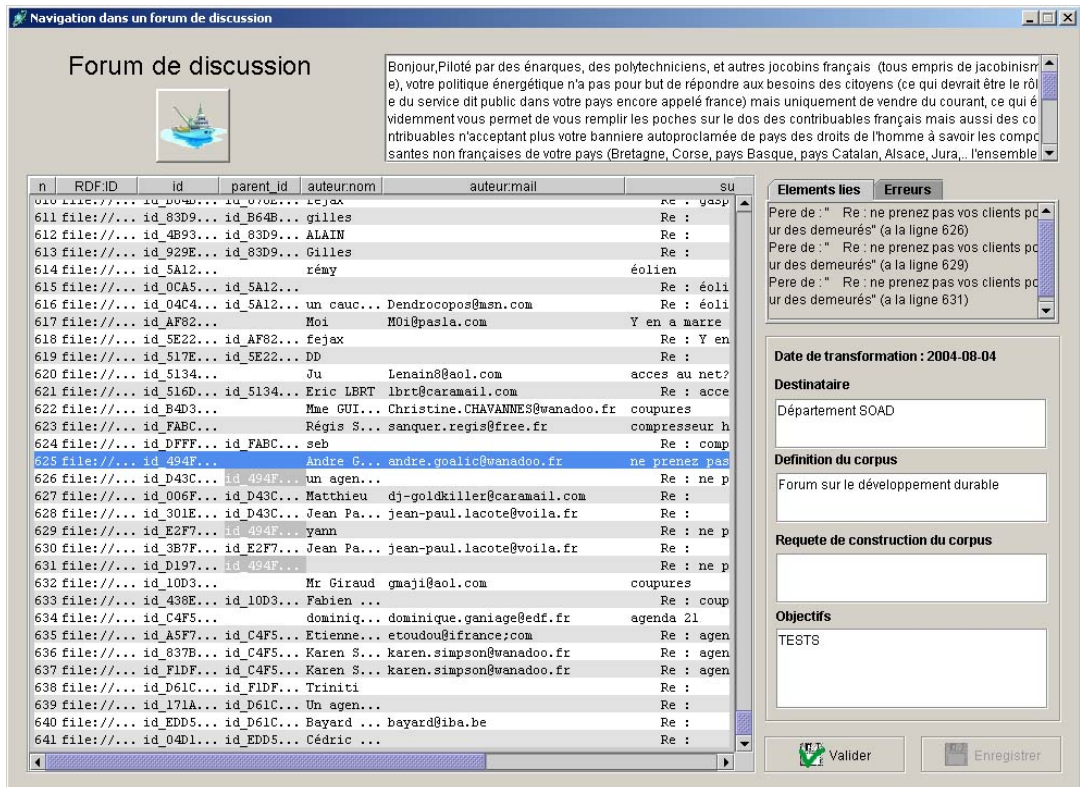 Navigation dans un forum de discussion
Forum de discussion
Bonjour,Piloté par des énarques, des polytechniciens, et autres jocobins français (tous empris de jacobinism
e), votre politique énergétique n'a pas pour but de répondre aux besoins des citoyens (ce qui devrait être le rôl
e du service dit public dans votre pays encore appelé france) mais uniquement de vendre du courant, ce qui é
videmment vous permet de vous remplir les poches sur le dos des contribuables français mais aussi des co
ntribuables n'acceptant plus votre banniere autoproclamée de pays des droits de l'homme à savoir les compo
santes non françaises de votre pays (Bretagne, Corse, pays Basque, pays Catalan, Alsace, Jura,.. l'ensemble
n RDF:ID id parent_id auteur:nom auteur:mail su
611 file://... id_83D9... id_B64B... gilles Re :
612 file://... id_4B93... id_83D9... ALAIN Re :
613 file://... id_929E... id_83D9... Gilles Re :
614 file://... id_5A12... rémy éolien
615 file://... id_0CA5... id_5A12... Re : éoli
616 file://... id_04C4... id_5A12... un cauc... Dendrocopos@msn.com Re : éoli
617 file://... id_AF82... Moi M0i@pasla.com Y en a marre
618 file://... id_5E22... id_AF82... fejax Re : Y en
619 file://... id_517E... id_5E22... DD Re :
620 file://... id_5134... Ju Lenain8@aol.com acces au net?
621 file://... id_516D... id_5134... Eric LBRT lbrt@caramail.com Re : acce
622 file://... id_B4D3... Mme GUI... Christine.CHAVANNES@wanadoo.fr coupures
623 file://... id_FABC... Régis S... sanquer.regis@free.fr compresseur h
624 file://... id_DFFF... id_FABC... seb Re : comp
625 file://... id_494F... Andre G... andre.goalic@wanadoo.fr ne prenez pas
626 file://... id_D43C... id_494F... un agen... Re : ne p
627 file://... id_006F... id_D43C... Matthieu dj-goldkiller@caramail.com Re :
628 file://... id_301E... id_D43C... Jean Pa... jean-paul.lacote@voila.fr Re :
629 file://... id_E2F7... id_494F... yann Re : ne p
630 file://... id_3B7F... id_E2F7... Jean Pa... jean-paul.lacote@voila.fr Re :
631 file://... id_D197... id_494F... Re : ne p
632 file://... id_10D3... Mr Giraud gmaji@aol.com coupures
633 file://... id_438E... id_10D3... Fabien ... Re : coup
634 file://... id_C4F5... dominiq... dominique.ganiage@edf.fr agenda 21
635 file://... id_A5F7... id_C4F5... Etienne... etoudou@ifrance;com Re : agen
636 file://... id_837B... id_C4F5... Karen S... karen.simpson@wanadoo.fr Re : agen
637 file://... id_F1DF... id_C4F5... Karen S... karen.simpson@wanadoo.fr Re : agen
638 file://... id_D61C... id_F1DF... Triniti Re :
639 file://... id_171A... id_D61C... Un agen... Re :
640 file://... id_EDD5... id_D61C... Bayard ... bayard@iba.be Re :
641 file://... id_04D1... id_EDD5... Cédric ... Re :
Elements lies Erreurs
Pere de : " Re : ne prenez pas vos clients po
ur des demeurés" (a la ligne 626)
Pere de : " Re : ne prenez pas vos clients po
ur des demeurés" (a la ligne 629)
Pere de : " Re : ne prenez pas vos clients po
ur des demeurés" (a la ligne 631)
Date de transformation : 2004-08-04
Destinataire
Département SOAD
Definition du corpus
Forum sur le développement durable
Requete de construction du corpus
Objectifs
TESTS
Valider
Enregistrer